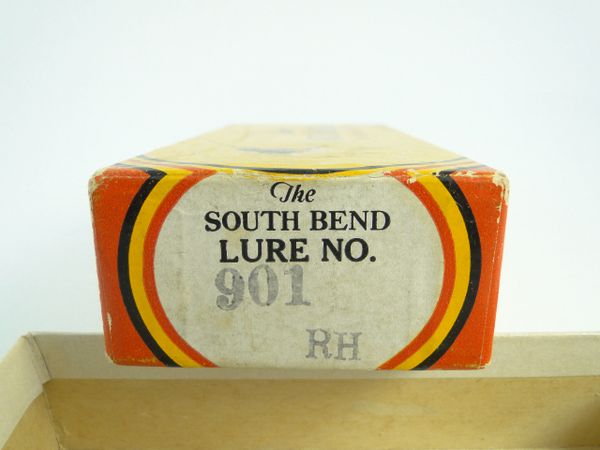 The
SOUTH BEND
LURE NO.
901
RH